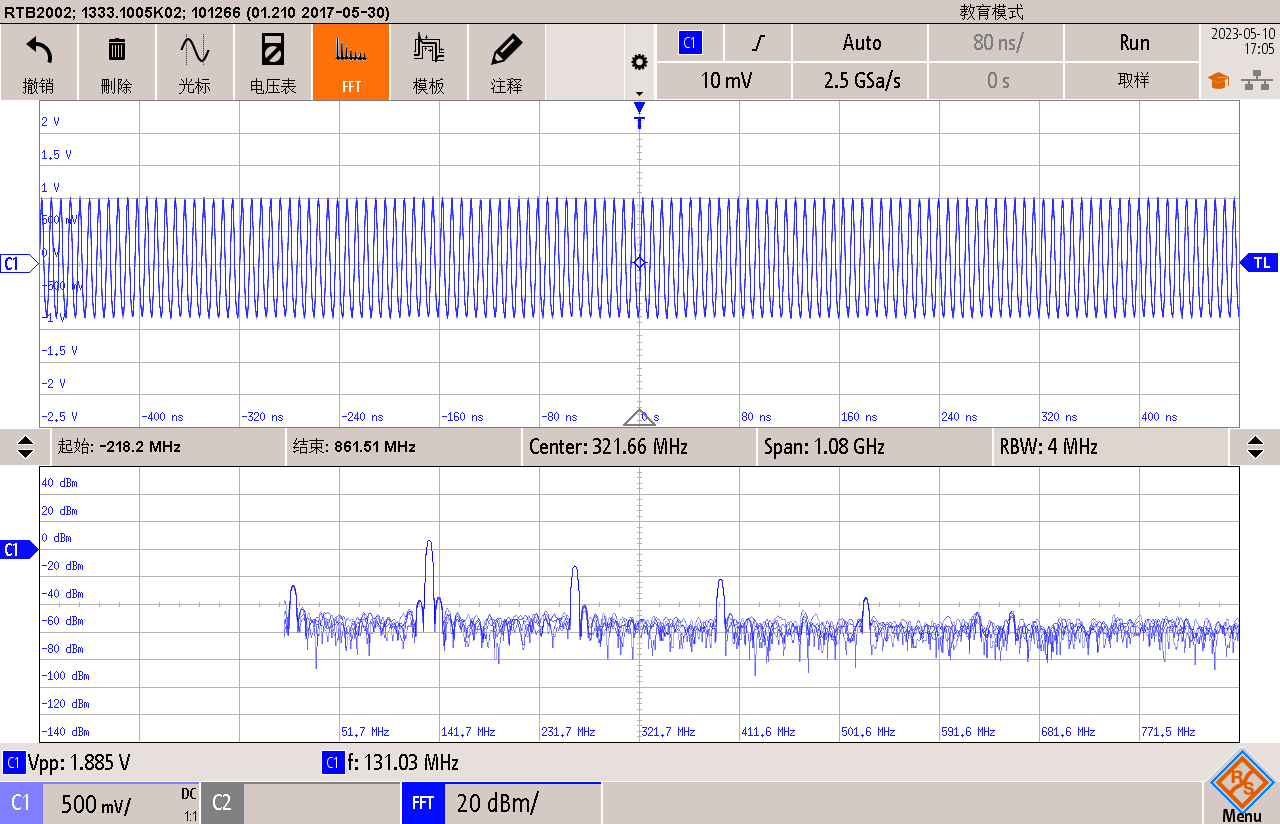 RTB2002; 1333.1005K02; 101266 (01.210 2017-05-30) 教育模式
撤销 删除 光标 电压表 FFT 模板 注释
C1 Auto 80 ns/ Run 2023-05-10
17:05
10 mV 2.5 GSa/s 0 s 取样
T
2 V
1.5 V
1 V
500 mV
0 V
C1 TL
-500 mV
-1 V
-1.5 V
-2 V
-2.5 V -400 ns -320 ns -240 ns -160 ns -80 ns 0 s 80 ns 160 ns 240 ns 320 ns 400 ns
起始: -218.2 MHz 结束: 861.51 MHz Center: 321.66 MHz Span: 1.08 GHz RBW: 4 MHz
40 dBm
20 dBm
0 dBm
C1
-20 dBm
-40 dBm
-60 dBm
-80 dBm
-100 dBm
-120 dBm
-140 dBm 51.7 MHz 141.7 MHz 231.7 MHz 321.7 MHz 411.6 MHz 501.6 MHz 591.6 MHz 681.6 MHz 771.5 MHz
C1 Vpp: 1.885 V C1 f: 131.03 MHz
C1 500 mV/ DC
1:1
C2 FFT 20 dBm/
R S
Menu